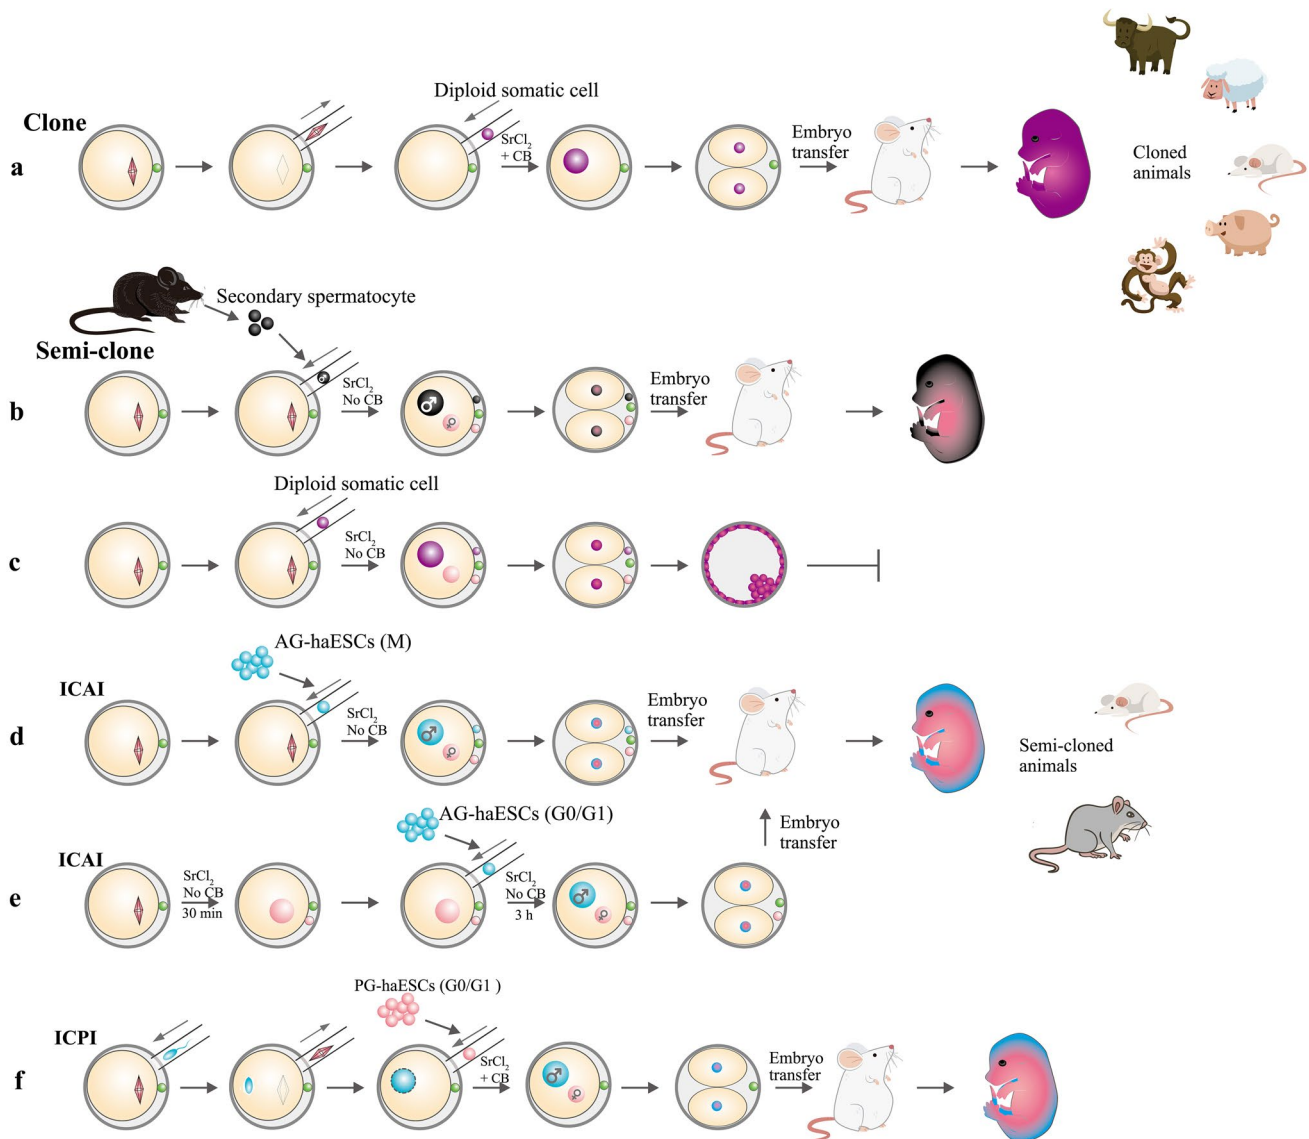 Clone
a
Diploid somatic cell
SrCl₂
+ CB
Embryo
transfer
Cloned
animals
Secondary spermatocyte
Semi-clone
b
♂
SrCl₂
No CB
♂
♀
Embryo
transfer
Diploid somatic cell
c
SrCl₂
No CB
AG-haESCs (M)
ICAI
d
SrCl₂
No CB
♂
♀
Embryo
transfer
Semi-cloned
animals
AG-haESCs (G0/G1)
Embryo
transfer
ICAI
e
SrCl₂
No CB
30 min
SrCl₂
No CB
3 h
♂
♀
PG-haESCs (G0/G1 )
ICPI
f
SrCl₂
+ CB
♂
♀
Embryo
transfer